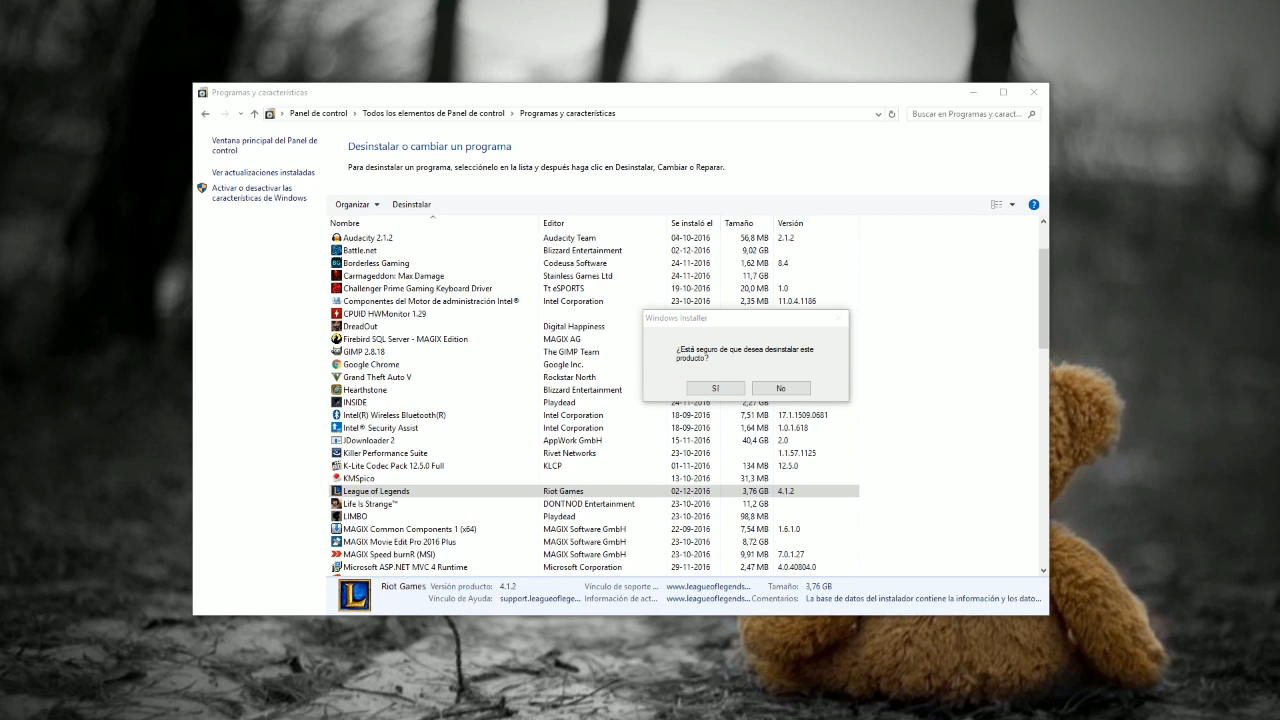 Programas y características
Panel de control > Todos los elementos de Panel de control > Programas y características
Buscar en Programas y caract...
Ventana principal del Panel de
control
Ver actualizaciones instaladas
Activar o desactivar las
características de Windows
Desinstalar o cambiar un programa
Para desinstalar un programa, selecciónelo en la lista y después haga clic en Desinstalar, Cambiar o Reparar.
Organizar Desinstalar
Nombre Editor Se instaló el Tamaño Versión
Audacity 2.1.2 Audacity Team 04-10-2016 56,8 MB 2.1.2
Battle.net Blizzard Entertainment 02-12-2016 9,02 GB
Borderless Gaming Codeusa Software 24-11-2016 1,62 MB 8.4
Carmageddon: Max Damage Stainless Games Ltd 24-11-2016 11,7 GB
Challenger Prime Gaming Keyboard Driver Tt eSPORTS 19-10-2016 20,0 MB 1.0
Componentes del Motor de administración Intel® Intel Corporation 23-10-2016 2,35 MB 11.0.4.1186
CPUID HWMonitor 1.29
DreadOut Digital Happiness
Firebird SQL Server - MAGIX Edition MAGIX AG
GIMP 2.8.18 The GIMP Team
Google Chrome Google Inc.
Grand Theft Auto V Rockstar North
Hearthstone Blizzard Entertainment
INSIDE Playdead 24-11-2016 2,27 GB
Intel(R) Wireless Bluetooth(R) Intel Corporation 18-09-2016 7,51 MB 17.1.1509.0681
Intel® Security Assist Intel Corporation 18-09-2016 1,64 MB 1.0.1.618
JDownloader 2 AppWork GmbH 15-11-2016 40,4 GB 2.0
Killer Performance Suite Rivet Networks 23-10-2016 1.1.57.1125
K-Lite Codec Pack 12.5.0 Full KLCP 01-11-2016 134 MB 12.5.0
KMSpico 13-10-2016 31,3 MB
League of Legends Riot Games 02-12-2016 3,76 GB 4.1.2
Life Is Strange™ DONTNOD Entertainment 23-10-2016 11,2 GB
LIMBO Playdead 23-10-2016 98,8 MB
MAGIX Common Components 1 (x64) MAGIX Software GmbH 22-09-2016 7,54 MB 1.6.1.0
MAGIX Movie Edit Pro 2016 Plus MAGIX Software GmbH 23-10-2016 8,72 GB
MAGIX Speed burnR (MSI) MAGIX Software GmbH 23-10-2016 9,91 MB 7.0.1.27
Microsoft ASP.NET MVC 4 Runtime Microsoft Corporation 29-11-2016 2,47 MB 4.0.40804.0
Windows Installer
¿Está seguro de que desea desinstalar este
producto?
Sí No
Riot Games Versión producto: 4.1.2 Vínculo de soporte ... www.leagueoflegends... Tamaño: 3,76 GB
Vínculo de Ayuda: support.leagueoflege... Información de act... www.leagueoflegends... Comentarios: La base de datos del instalador contiene la información y los dato...